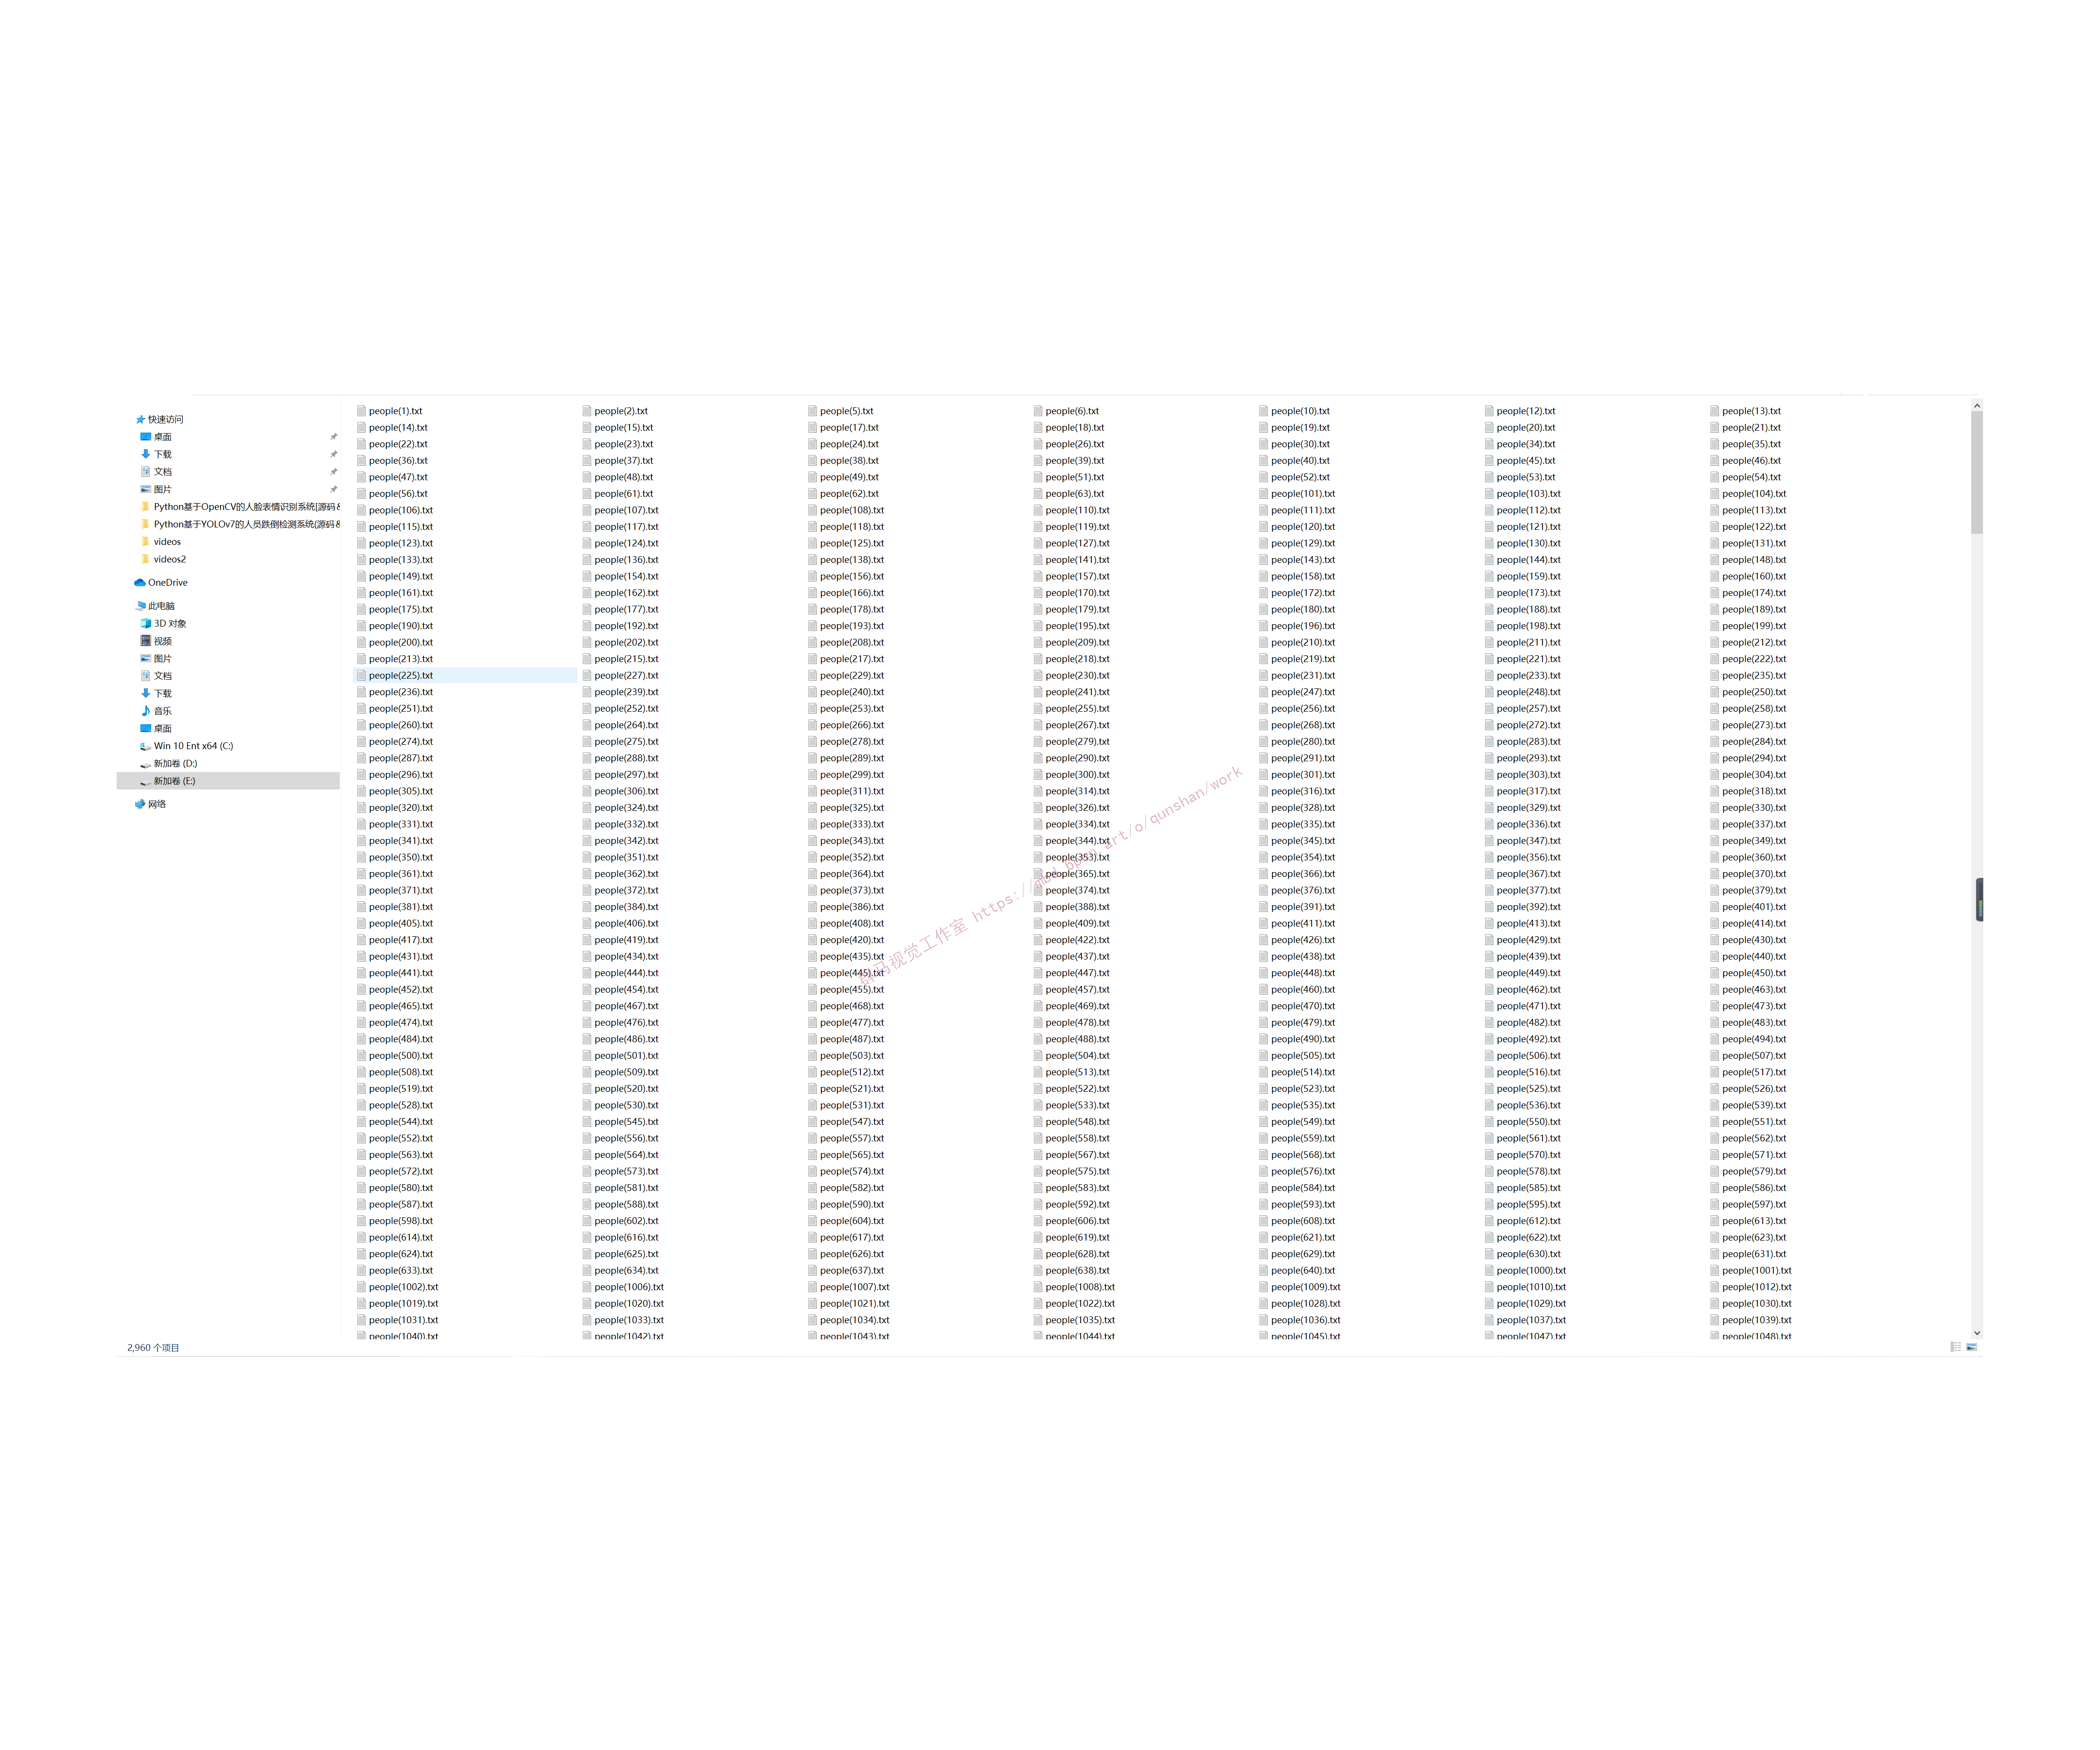 快速访问
桌面
下载
文档
图片
Python基于OpenCV的人脸表情识别系统[源码&
Python基于YOLOv7的人员跌倒检测系统(源码&
videos
videos2
OneDrive
此电脑
3D 对象
视频
图片
文档
下载
音乐
桌面
Win 10 Ent x64 (C:)
新加卷 (D:)
新加卷 (E:)
网络
people(1).txt people(2).txt people(5).txt people(6).txt people(10).txt people(12).txt people(13).txt
people(14).txt people(15).txt people(17).txt people(18).txt people(19).txt people(20).txt people(21).txt
people(22).txt people(23).txt people(24).txt people(26).txt people(30).txt people(34).txt people(35).txt
people(36).txt people(37).txt people(38).txt people(39).txt people(40).txt people(45).txt people(46).txt
people(47).txt people(48).txt people(49).txt people(51).txt people(52).txt people(53).txt people(54).txt
people(56).txt people(61).txt people(62).txt people(63).txt people(101).txt people(103).txt people(104).txt
people(106).txt people(107).txt people(108).txt people(110).txt people(111).txt people(112).txt people(113).txt
people(115).txt people(117).txt people(118).txt people(119).txt people(120).txt people(121).txt people(122).txt
people(123).txt people(124).txt people(125).txt people(127).txt people(129).txt people(130).txt people(131).txt
people(133).txt people(136).txt people(138).txt people(141).txt people(143).txt people(144).txt people(148).txt
people(149).txt people(154).txt people(156).txt people(157).txt people(158).txt people(159).txt people(160).txt
people(161).txt people(162).txt people(166).txt people(170).txt people(172).txt people(173).txt people(174).txt
people(175).txt people(177).txt people(178).txt people(179).txt people(180).txt people(188).txt people(189).txt
people(190).txt people(192).txt people(193).txt people(195).txt people(196).txt people(198).txt people(199).txt
people(200).txt people(202).txt people(208).txt people(209).txt people(210).txt people(211).txt people(212).txt
people(213).txt people(215).txt people(217).txt people(218).txt people(219).txt people(221).txt people(222).txt
people(225).txt people(227).txt people(229).txt people(230).txt people(231).txt people(233).txt people(235).txt
people(236).txt people(239).txt people(240).txt people(241).txt people(247).txt people(248).txt people(250).txt
people(251).txt people(252).txt people(253).txt people(255).txt people(256).txt people(257).txt people(258).txt
people(260).txt people(264).txt people(266).txt people(267).txt people(268).txt people(272).txt people(273).txt
people(274).txt people(275).txt people(278).txt people(279).txt people(280).txt people(283).txt people(284).txt
people(287).txt people(288).txt people(289).txt people(290).txt people(291).txt people(293).txt people(294).txt
people(296).txt people(297).txt people(299).txt people(300).txt people(301).txt people(303).txt people(304).txt
people(305).txt people(306).txt people(311).txt people(314).txt people(316).txt people(317).txt people(318).txt
people(320).txt people(324).txt people(325).txt people(326).txt people(328).txt people(329).txt people(330).txt
people(331).txt people(332).txt people(333).txt people(334).txt people(335).txt people(336).txt people(337).txt
people(341).txt people(342).txt people(343).txt people(344).txt people(345).txt people(347).txt people(349).txt
people(350).txt people(351).txt people(352).txt people(353).txt people(354).txt people(356).txt people(360).txt
people(361).txt people(362).txt people(364).txt people(365).txt people(366).txt people(367).txt people(370).txt
people(371).txt people(372).txt people(373).txt people(374).txt people(376).txt people(377).txt people(379).txt
people(381).txt people(384).txt people(386).txt people(388).txt people(391).txt people(392).txt people(401).txt
people(405).txt people(406).txt people(408).txt people(409).txt people(411).txt people(413).txt people(414).txt
people(417).txt people(419).txt people(420).txt people(422).txt people(426).txt people(429).txt people(430).txt
people(431).txt people(434).txt people(435).txt people(437).txt people(438).txt people(439).txt people(440).txt
people(441).txt people(444).txt people(445).txt people(447).txt people(448).txt people(449).txt people(450).txt
people(452).txt people(454).txt people(455).txt people(457).txt people(460).txt people(462).txt people(463).txt
people(465).txt people(467).txt people(468).txt people(469).txt people(470).txt people(471).txt people(473).txt
people(474).txt people(476).txt people(477).txt people(478).txt people(479).txt people(482).txt people(483).txt
people(484).txt people(486).txt people(487).txt people(488).txt people(490).txt people(492).txt people(494).txt
people(500).txt people(501).txt people(503).txt people(504).txt people(505).txt people(506).txt people(507).txt
people(508).txt people(509).txt people(512).txt people(513).txt people(514).txt people(516).txt people(517).txt
people(519).txt people(520).txt people(521).txt people(522).txt people(523).txt people(525).txt people(526).txt
people(528).txt people(530).txt people(531).txt people(533).txt people(535).txt people(536).txt people(539).txt
people(544).txt people(545).txt people(547).txt people(548).txt people(549).txt people(550).txt people(551).txt
people(552).txt people(556).txt people(557).txt people(558).txt people(559).txt people(561).txt people(562).txt
people(563).txt people(564).txt people(565).txt people(567).txt people(568).txt people(570).txt people(571).txt
people(572).txt people(573).txt people(574).txt people(575).txt people(576).txt people(578).txt people(579).txt
people(580).txt people(581).txt people(582).txt people(583).txt people(584).txt people(585).txt people(586).txt
people(587).txt people(588).txt people(590).txt people(592).txt people(593).txt people(595).txt people(597).txt
people(598).txt people(602).txt people(604).txt people(606).txt people(608).txt people(612).txt people(613).txt
people(614).txt people(616).txt people(617).txt people(619).txt people(621).txt people(622).txt people(623).txt
people(624).txt people(625).txt people(626).txt people(628).txt people(629).txt people(630).txt people(631).txt
people(633).txt people(634).txt people(637).txt people(638).txt people(640).txt people(1000).txt people(1001).txt
people(1002).txt people(1006).txt people(1007).txt people(1008).txt people(1009).txt people(1010).txt people(1012).txt
people(1019).txt people(1020).txt people(1021).txt people(1022).txt people(1028).txt people(1029).txt people(1030).txt
people(1031).txt people(1033).txt people(1034).txt people(1035).txt people(1036).txt people(1037).txt people(1039).txt
people(1040).txt people(1042).txt people(1043).txt people(1044).txt people(1045).txt people(1047).txt people(1048).txt
马视觉工作室 art/o/qunshan/work
2,960 个项目